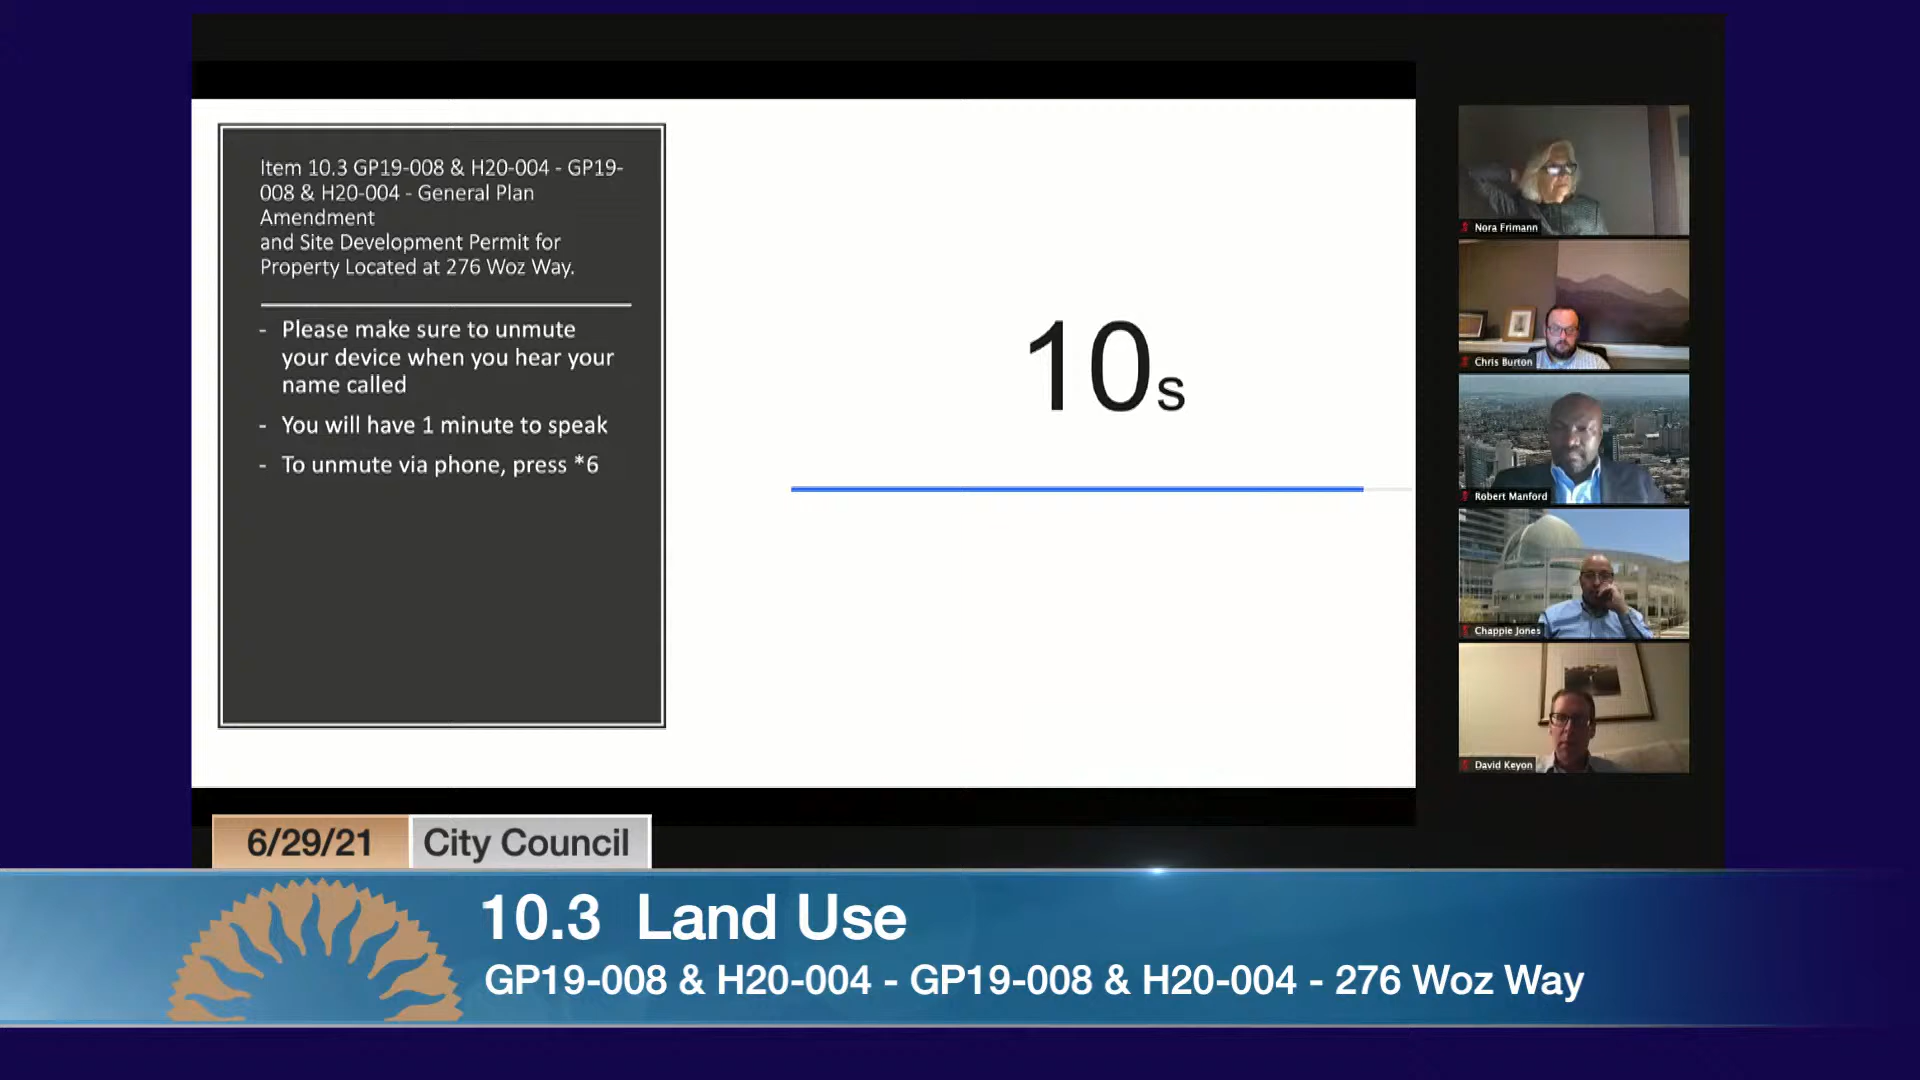 Item 10.3 GP19-008 & H20-004 - GP19-
008 & H20-004 - General Plan
Amendment
and Site Development Permit for
Property Located at 276 Woz Way.
- Please make sure to unmute
your device when you hear your
name called
- You will have 1 minute to speak
- To unmute via phone, press *6
10s
Nora Frimann
Chris Burton
Robert Manford
Chappie Jones
David Keyon
6/29/21 City Council
10.3 Land Use
GP19-008 & H20-004 - GP19-008 & H20-004 - 276 Woz Way